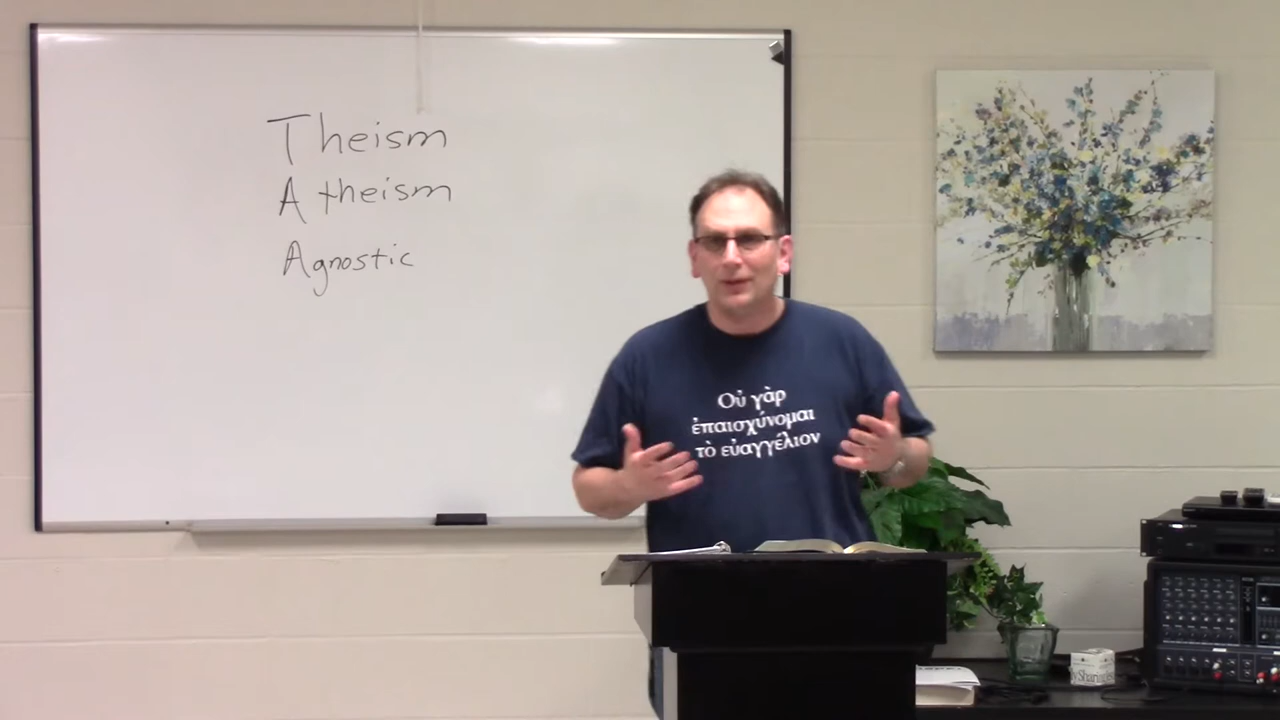 Theism
Atheism
Agnostic
Οὐ γὰρ
ἐπαισχύνομαι
τὸ εὐαγγέλιον